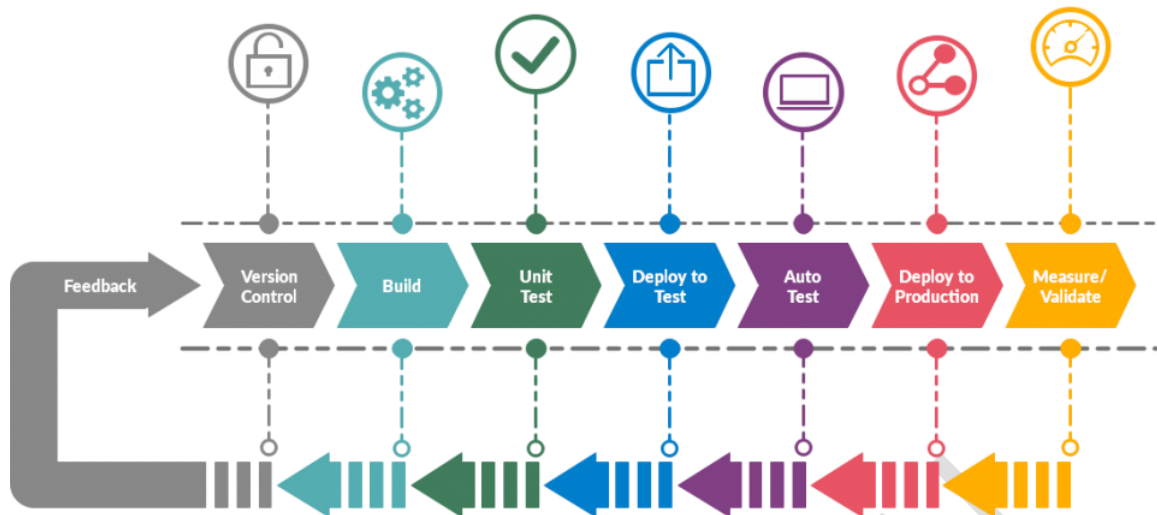 Feedback
Version
Control
Build
Unit
Test
Deploy to
Test
Auto
Test
Deploy to
Production
Measure/
Validate